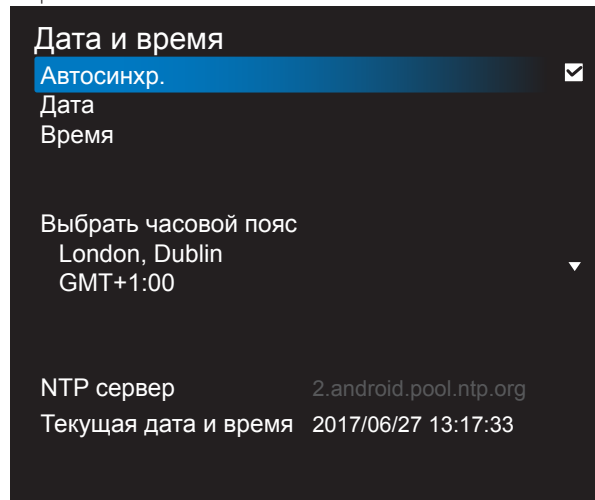 Дата и время
Автосинхр.
Дата
Время
Выбрать часовой пояс
London, Dublin
GMT+1:00
NTP сервер 2.android.pool.ntp.org
Текущая дата и время 2017/06/27 13:17:33